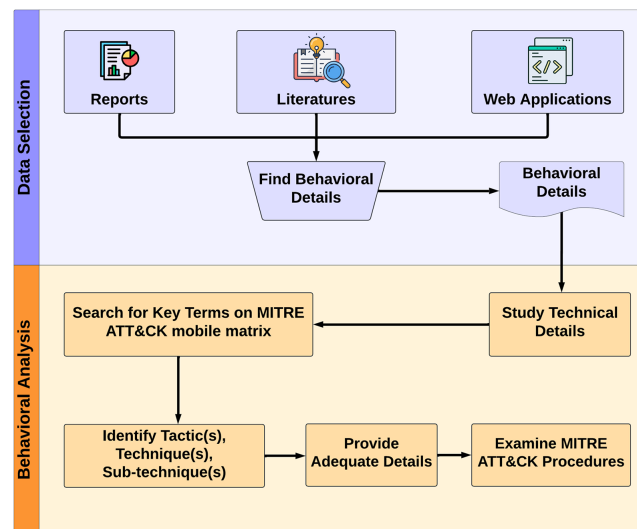 Data Selection
Reports
Literatures
Web Applications
</>
Find Behavioral
Details
Behavioral
Details
Behavioral Analysis
Search for Key Terms on MITRE
ATT&CK mobile matrix
Study Technical
Details
Identify Tactic(s),
Technique(s),
Sub-technique(s)
Provide
Adequate Details
Examine MITRE
ATT&CK Procedures